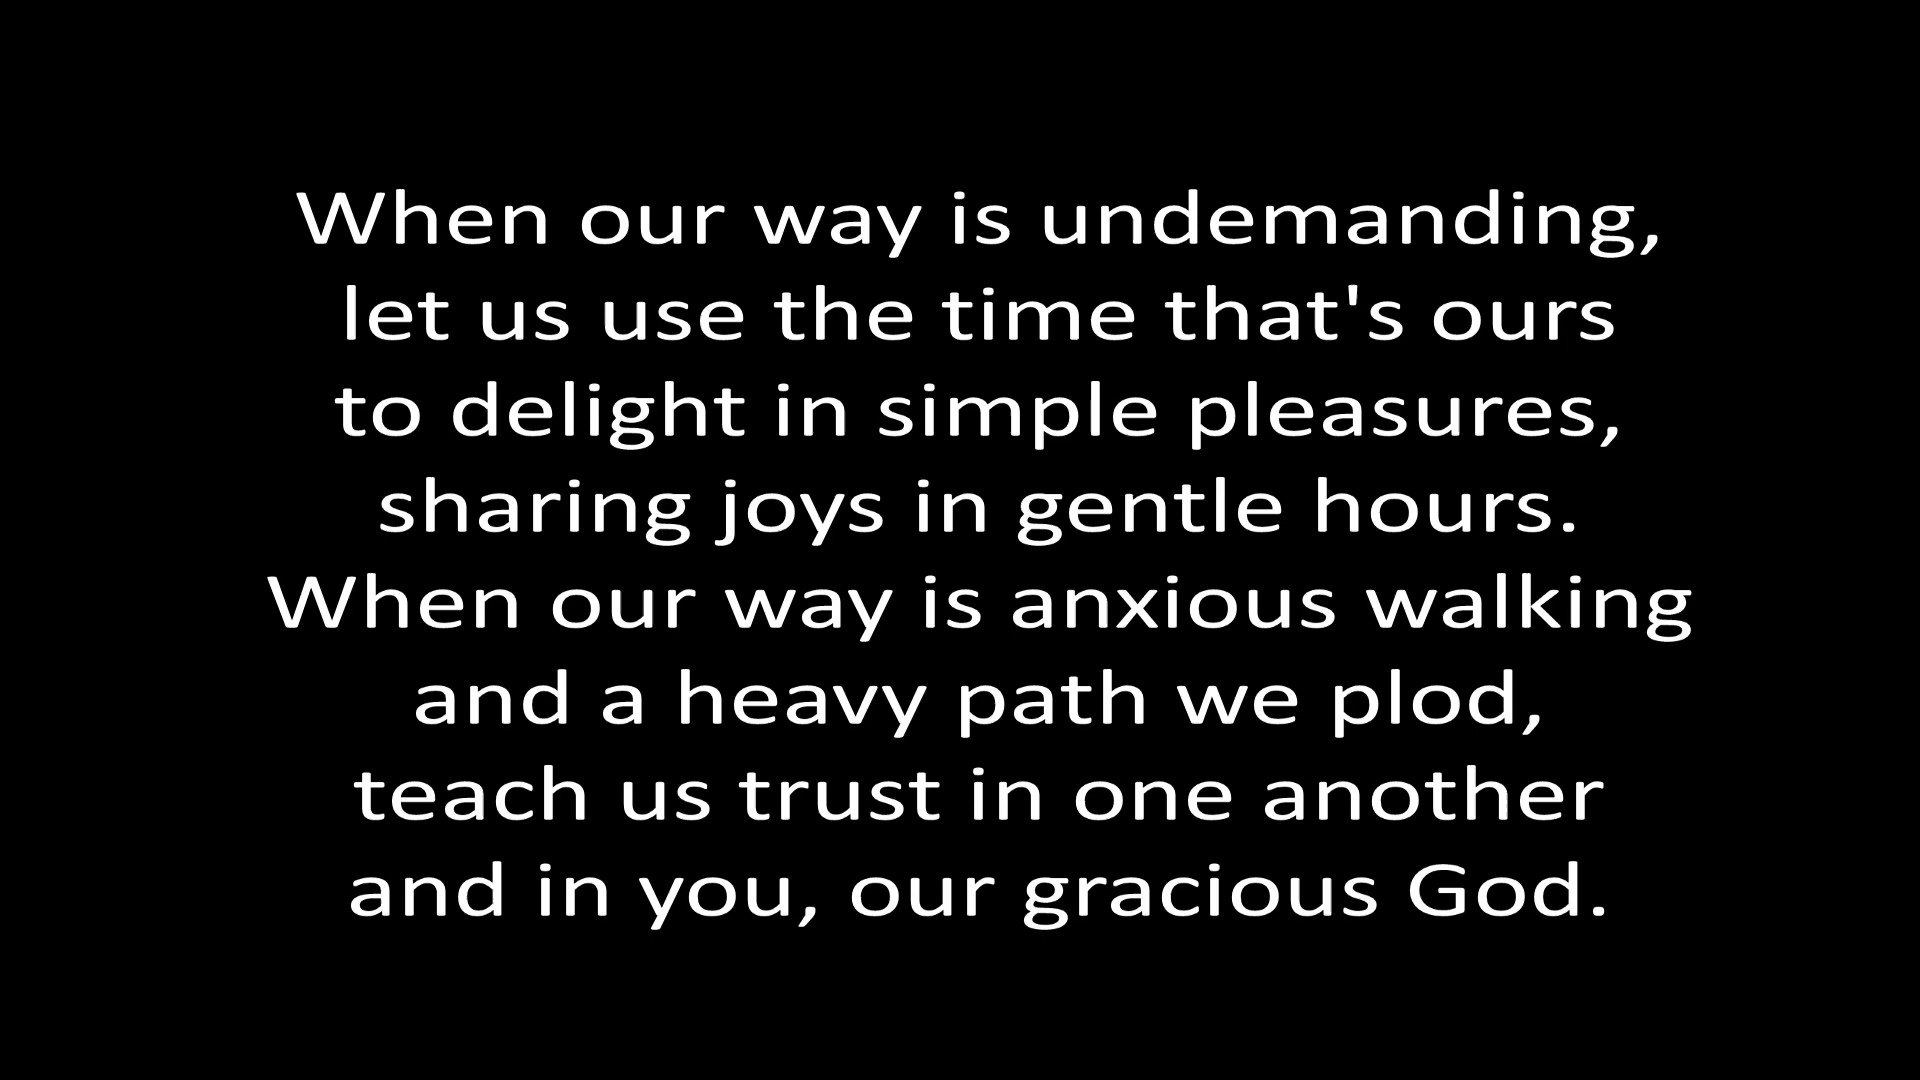 When our way is undemanding,
let us use the time that's ours
to delight in simple pleasures,
sharing joys in gentle hours.
When our way is anxious walking
and a heavy path we plod,
teach us trust in one another
and in you, our gracious God.